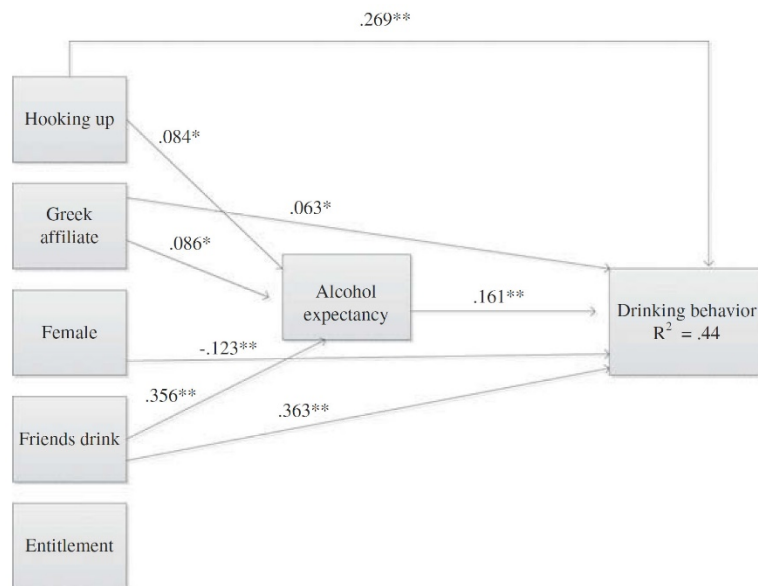 .269**
Hooking up
.084*
Greek
affiliate
.063*
.086*
Alcohol
expectancy
.161**
Drinking behavior
R² = .44
Female
-.123**
.356**
.363**
Friends drink
Entitlement